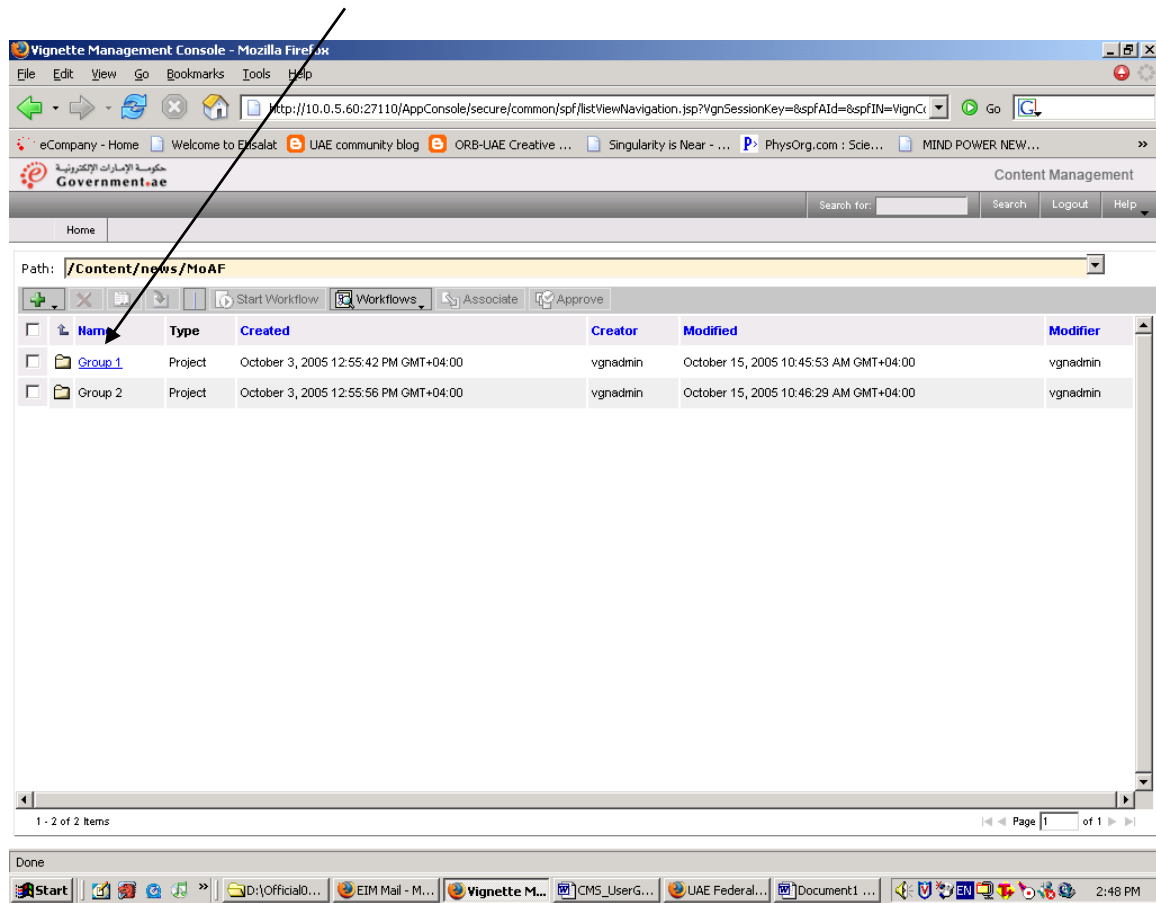 Vignette Management Console - Mozilla Firefox
File Edit View Go Bookmarks Tools Help
http://10.0.5.60:27110/AppConsole/secure/common/spf/listViewNavigation.jsp?VgnSessionKey=&spfAId=&spfIN=VignCo Go G
eCompany - Home Welcome to Etisalat UAE community blog ORB-UAE Creative ... Singularity is Near - ... PhysOrg.com : Scie... MIND POWER NEW... »
حكومة الإمارات الإلكترونية
Government.ae
Content Management
Search for: Search Logout Help
Home
Path: /Content/news/MoAF
Start Workflow Workflows Associate Approve
Name Type Created Creator Modified Modifier
Group 1 Project October 3, 2005 12:55:42 PM GMT+04:00 vgnadmin October 15, 2005 10:45:53 AM GMT+04:00 vgnadmin
Group 2 Project October 3, 2005 12:55:56 PM GMT+04:00 vgnadmin October 15, 2005 10:46:29 AM GMT+04:00 vgnadmin
1 - 2 of 2 Items Page 1 of 1
Done
Start » D:\Official0... EIM Mail - M... Vignette M... CMS_UserG... UAE Federal... Document1 ... EN 2:48 PM